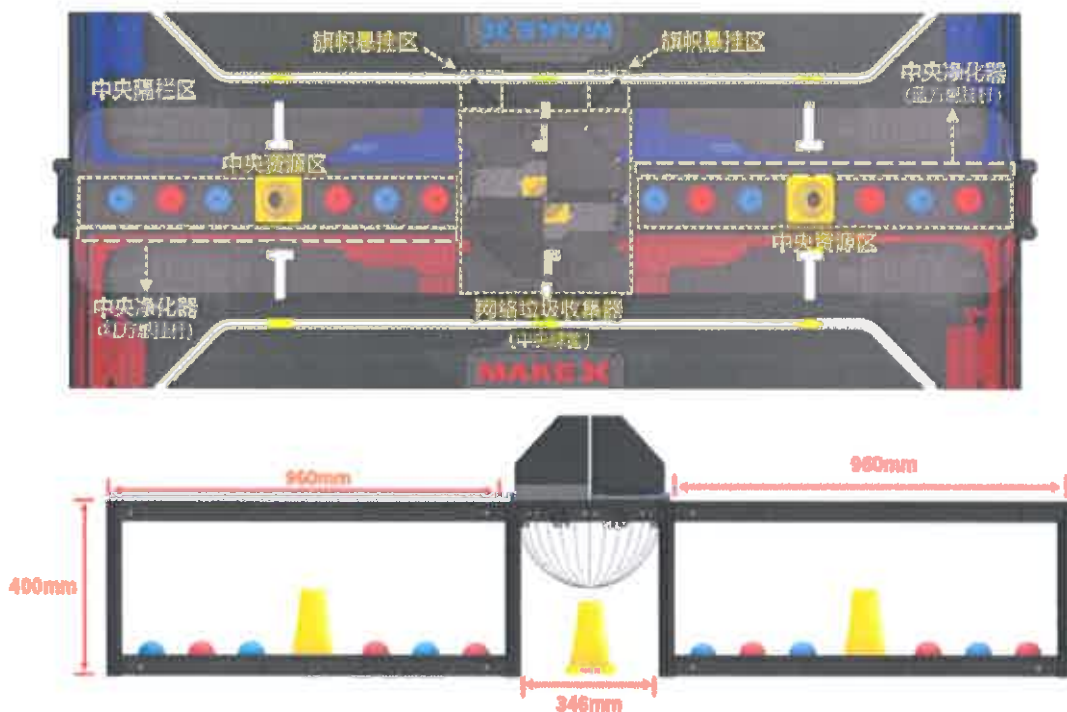 旗帜悬挂区
旗帜悬挂区
中央隔栏区
中央净化器
中央资源区
中央资源区
中央净化器
网络垃圾收集器
MAKE X
960mm
960mm
400mm
346mm